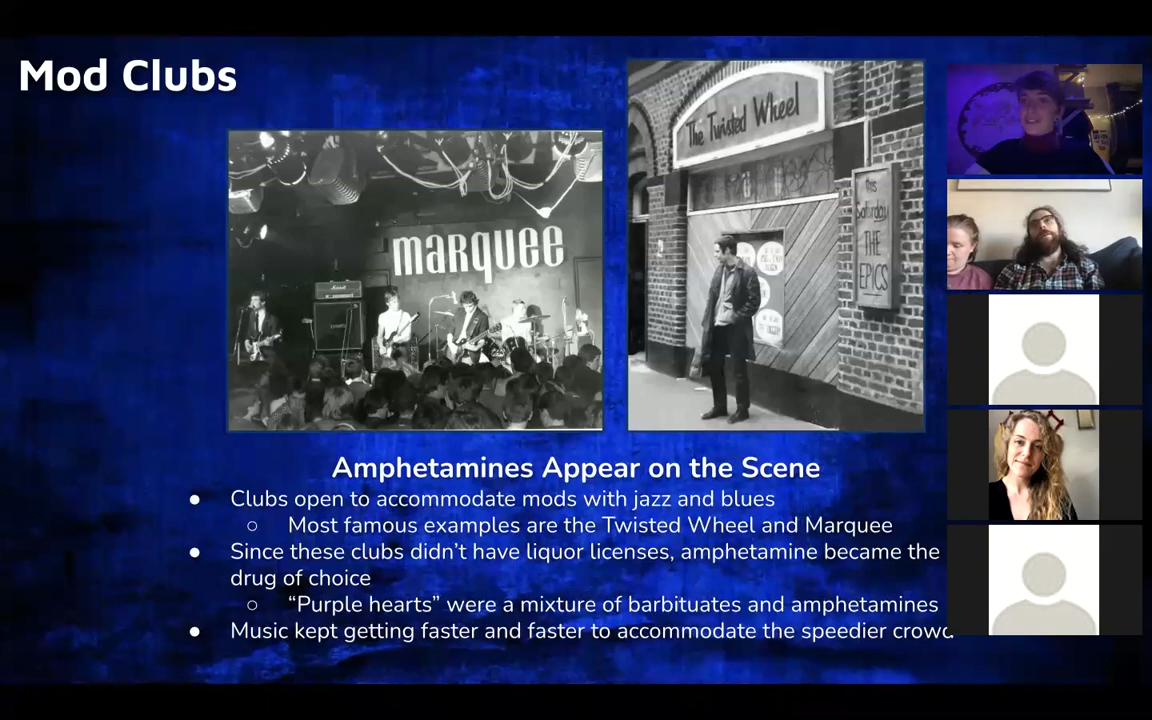 Mod Clubs
The Twisted Wheel
this
Saturday
THE
EPICS
marquee
Amphetamines Appear on the Scene
● Clubs open to accommodate mods with jazz and blues
○ Most famous examples are the Twisted Wheel and Marquee
● Since these clubs didn't have liquor licenses, amphetamine became the
drug of choice
○ “Purple hearts” were a mixture of barbituates and amphetamines
● Music kept getting faster and faster to accommodate the speedier crowd